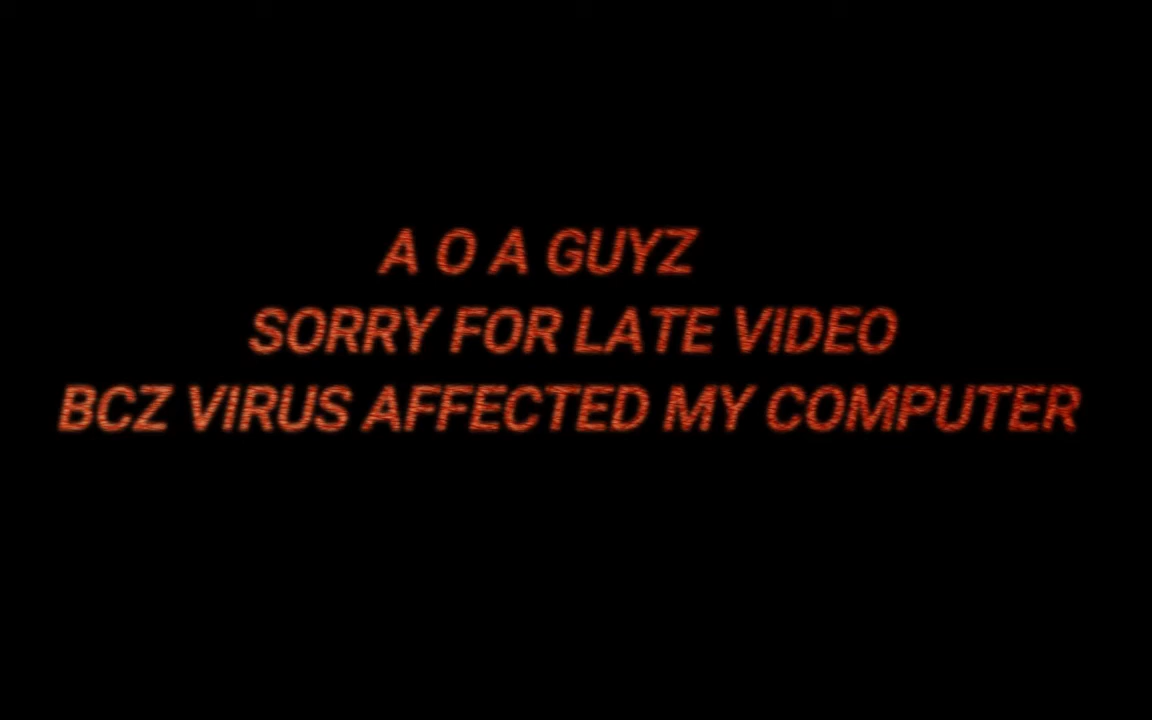 A O A GUYZ
SORRY FOR LATE VIDEO
BCZ VIRUS AFFECTED MY COMPUTER